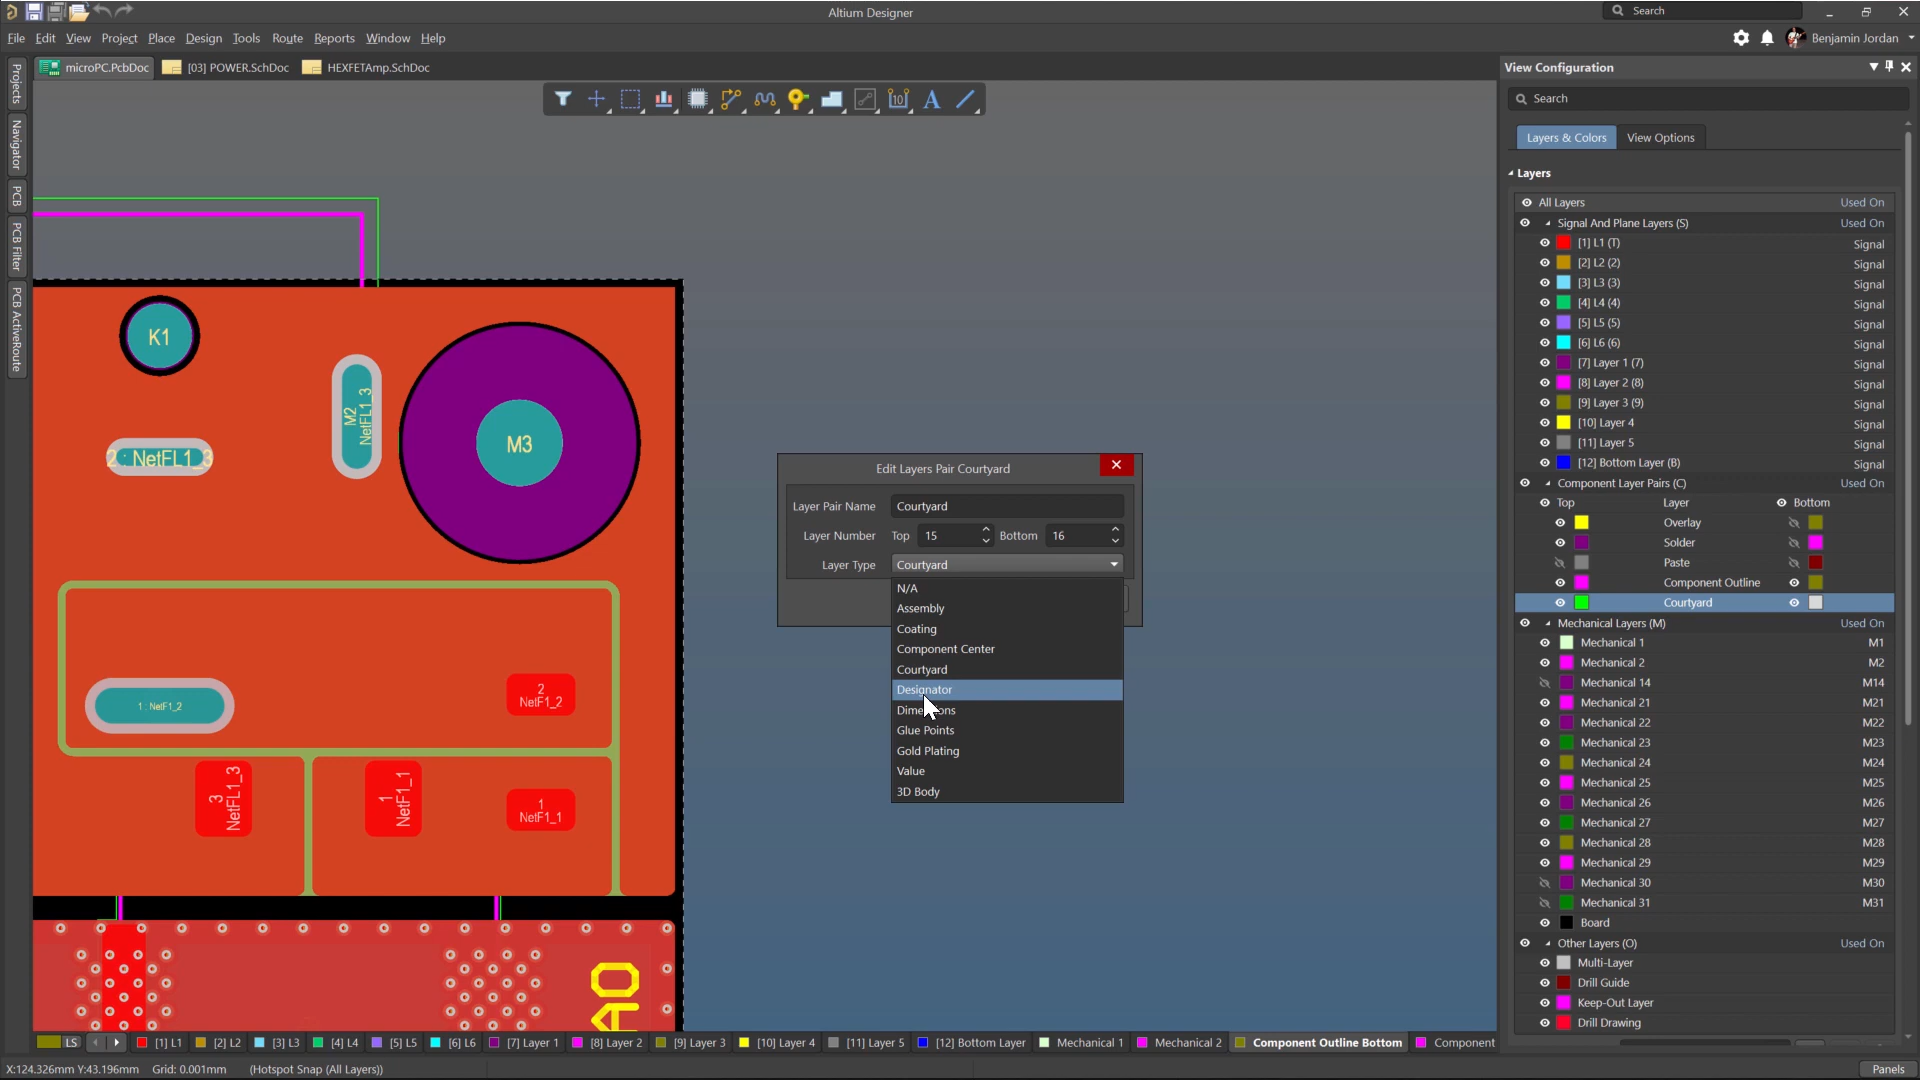 Altium Designer
Search
File Edit View Project Place Design Tools Route Reports Window Help
Benjamin Jordan
microPC.PcbDoc
[03] POWER.SchDoc
HEXFETAmp.SchDoc
Projects
Navigator
PCB
PCB Filter
PCB ActiveRoute
10
A
K1
M2
NetFL1_3
M3
2 : NetFL1_3
1 : NetF1_2
2
NetF1_2
3
NetFL1_3
1
NetF1_1
1
NetF1_1
AO
Edit Layers Pair Courtyard
Layer Pair Name Courtyard
Layer Number Top 15 Bottom 16
Layer Type Courtyard
N/A
Assembly
Coating
Component Center
Courtyard
Designator
Glue Points
Gold Plating
Value
3D Body
View Configuration
Search
Layers & Colors View Options
Layers
All Layers Used On
Signal And Plane Layers (S) Used On
[1] L1 (T) Signal
[2] L2 (2) Signal
[3] L3 (3) Signal
[4] L4 (4) Signal
[5] L5 (5) Signal
[6] L6 (6) Signal
[7] Layer 1 (7) Signal
[8] Layer 2 (8) Signal
[9] Layer 3 (9) Signal
[10] Layer 4 Signal
[11] Layer 5 Signal
[12] Bottom Layer (B) Signal
Component Layer Pairs (C) Used On
Top Layer Bottom
Overlay
Solder
Paste
Component Outline
Courtyard
Mechanical Layers (M) Used On
Mechanical 1 M1
Mechanical 2 M2
Mechanical 14 M14
Mechanical 21 M21
Mechanical 22 M22
Mechanical 23 M23
Mechanical 24 M24
Mechanical 25 M25
Mechanical 26 M26
Mechanical 27 M27
Mechanical 28 M28
Mechanical 29 M29
Mechanical 30 M30
Mechanical 31 M31
Board
Other Layers (O) Used On
Multi-Layer
Drill Guide
Keep-Out Layer
Drill Drawing
LS [1] L1 [2] L2 [3] L3 [4] L4 [5] L5 [6] L6 [7] Layer 1 [8] Layer 2 [9] Layer 3 [10] Layer 4 [11] Layer 5 [12] Bottom Layer Mechanical 1 Mechanical 2 Component Outline Bottom Component
X:124.326mm Y:43.196mm Grid: 0.001mm (Hotspot Snap (All Layers))
Panels